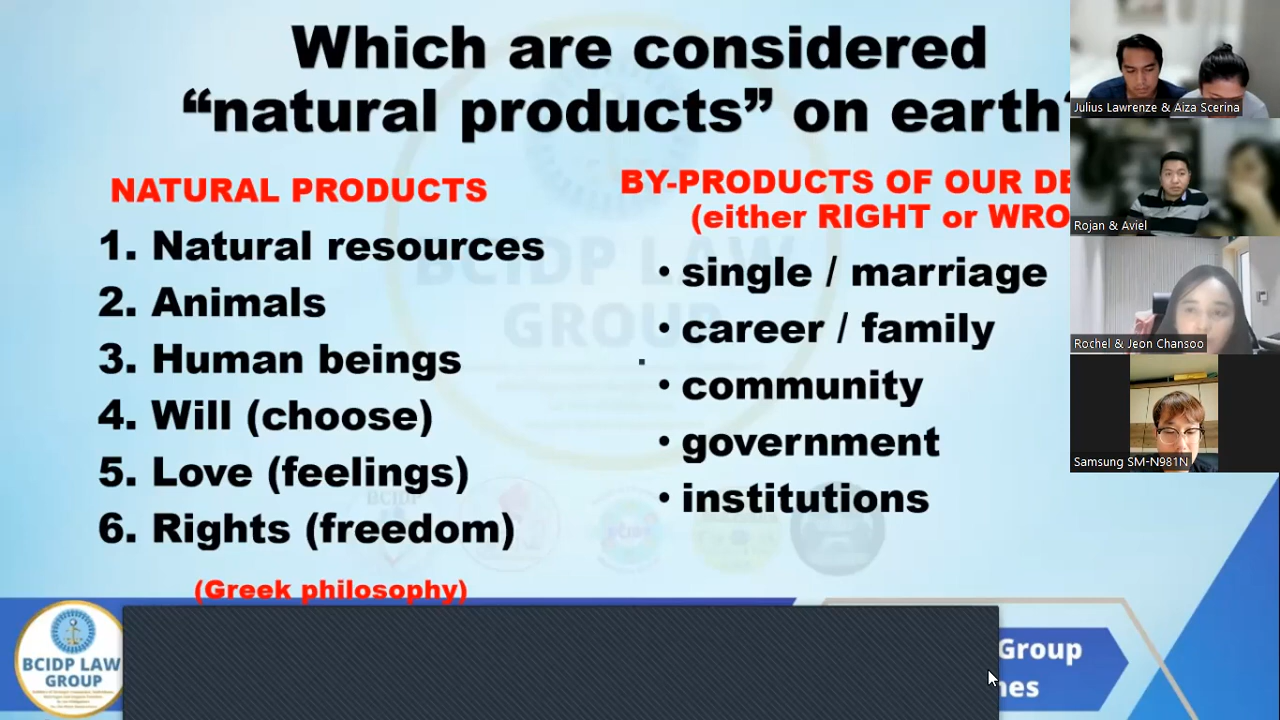 Which are considered
“natural products” on earth?
NATURAL PRODUCTS
1. Natural resources
2. Animals
3. Human beings
4. Will (choose)
5. Love (feelings)
6. Rights (freedom)
(Greek philosophy)
BY-PRODUCTS OF OUR DE
(either RIGHT or WRO
• single / marriage
• career / family
• community
• government
• institutions
BCIDP LAW
GROUP
Julius Lawrenze & Aiza Scerina
Rojan & Aviel
Rochel & Jeon Chansoo
Samsung SM-N981N
BCIDP LAW
GROUP
Group
nes